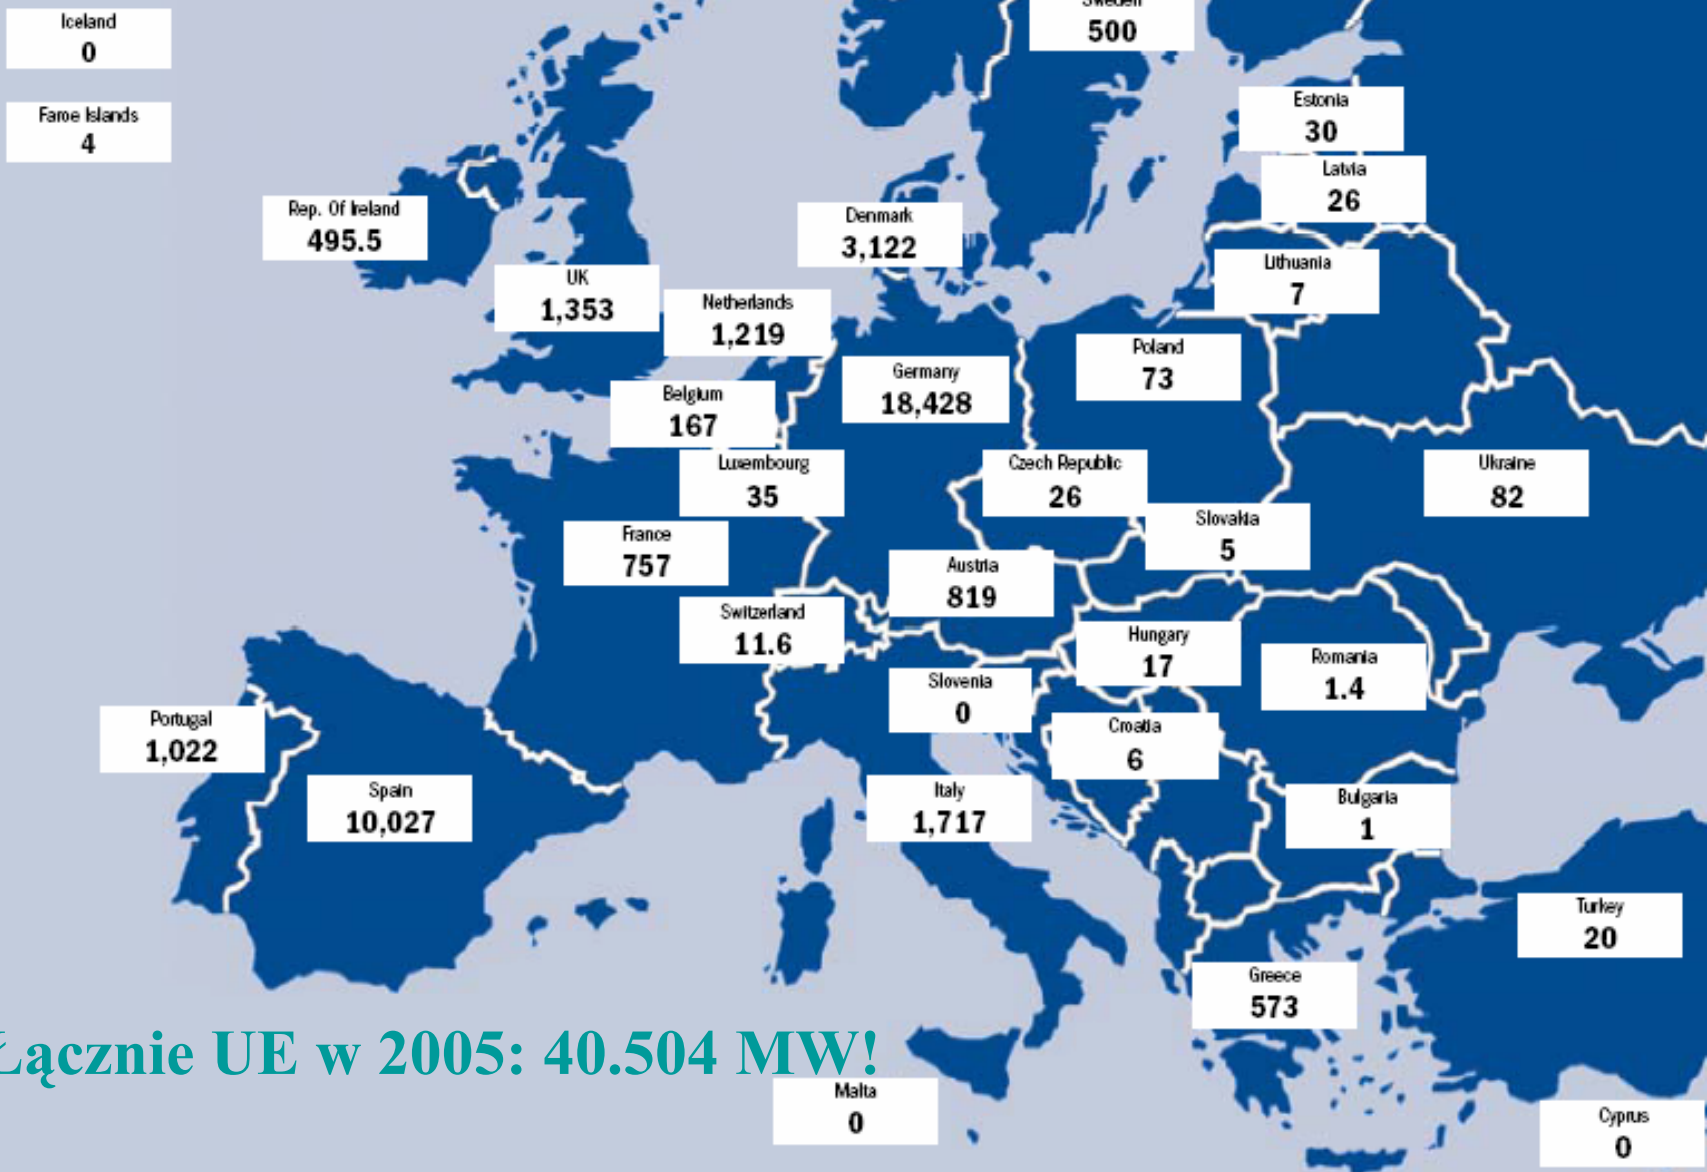 Iceland
0
Faroe Islands
4
Sweden
500
Estonia
30
Latvia
26
Rep. Of Ireland
495.5
Denmark
3,122
Lithuania
7
UK
1,353
Netherlands
1,219
Poland
73
Germany
18,428
Belgium
167
Luxembourg
35
Czech Republic
26
Ukraine
82
Slovakia
5
France
757
Austria
819
Switzerland
11.6
Hungary
17
Romania
1.4
Slovenia
0
Portugal
1,022
Croatia
6
Spain
10,027
Italy
1,717
Bulgaria
1
Turkey
20
Greece
573
Łącznie UE w 2005: 40.504 MW!
Malta
0
Cyprus
0